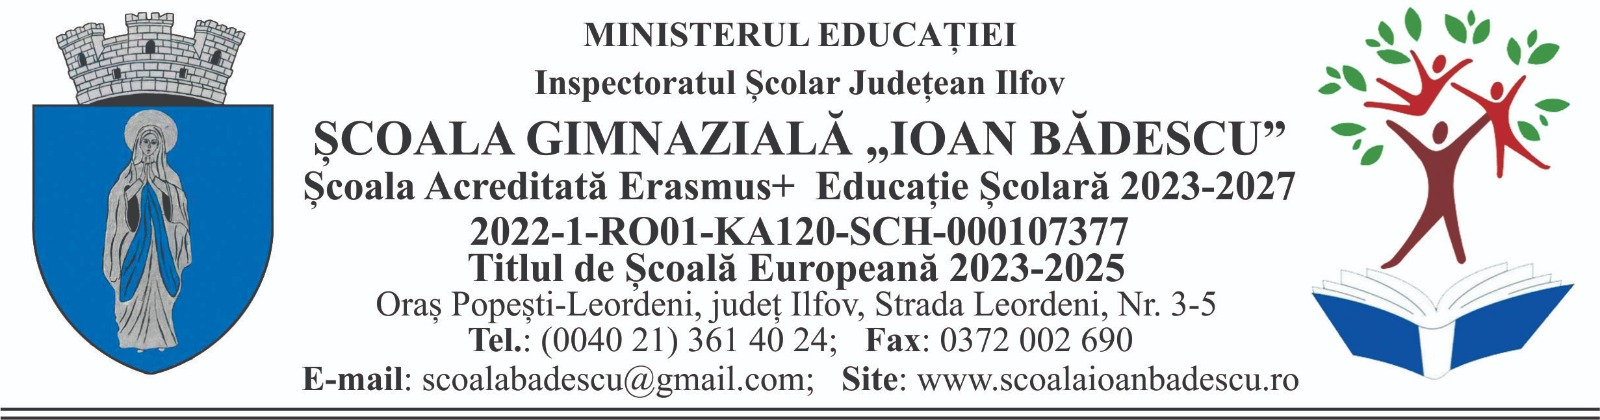 MINISTERUL EDUCAȚIEI
Inspectoratul Școlar Județean Ilfov
ȘCOALA GIMNAZIALĂ „IOAN BĂDESCU”
Școala Acreditată Erasmus+ Educație Școlară 2023-2027
2022-1-RO01-KA120-SCH-000107377
Titlul de Școală Europeană 2023-2025
Oraș Popești-Leordeni, județ Ilfov, Strada Leordeni, Nr. 3-5
Tel.: (0040 21) 361 40 24; Fax: 0372 002 690
E-mail: scoalabadescu@gmail.com; Site: www.scoalaioanbadescu.ro